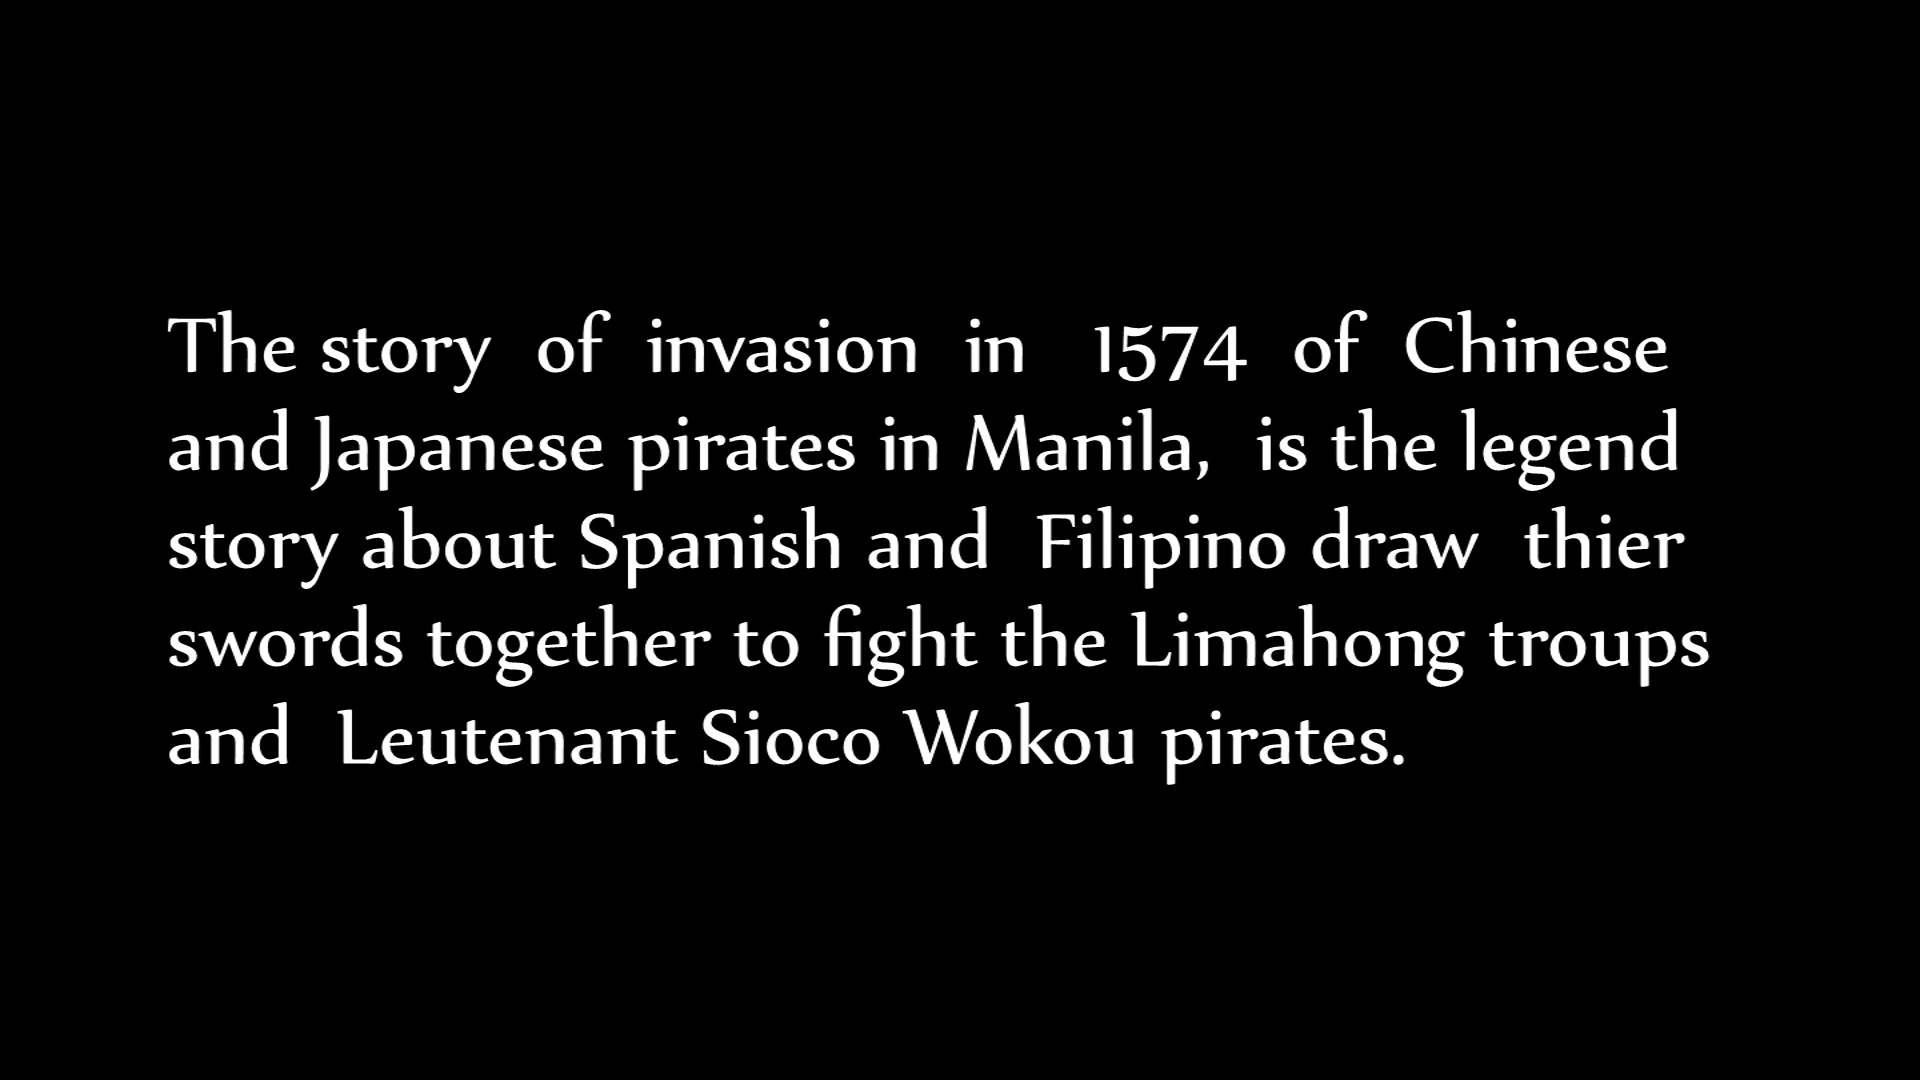 The story of invasion in 1574 of Chinese
and Japanese pirates in Manila, is the legend
story about Spanish and Filipino draw thier
swords together to fight the Limahong troups
and Leutenant Sioco Wokou pirates.